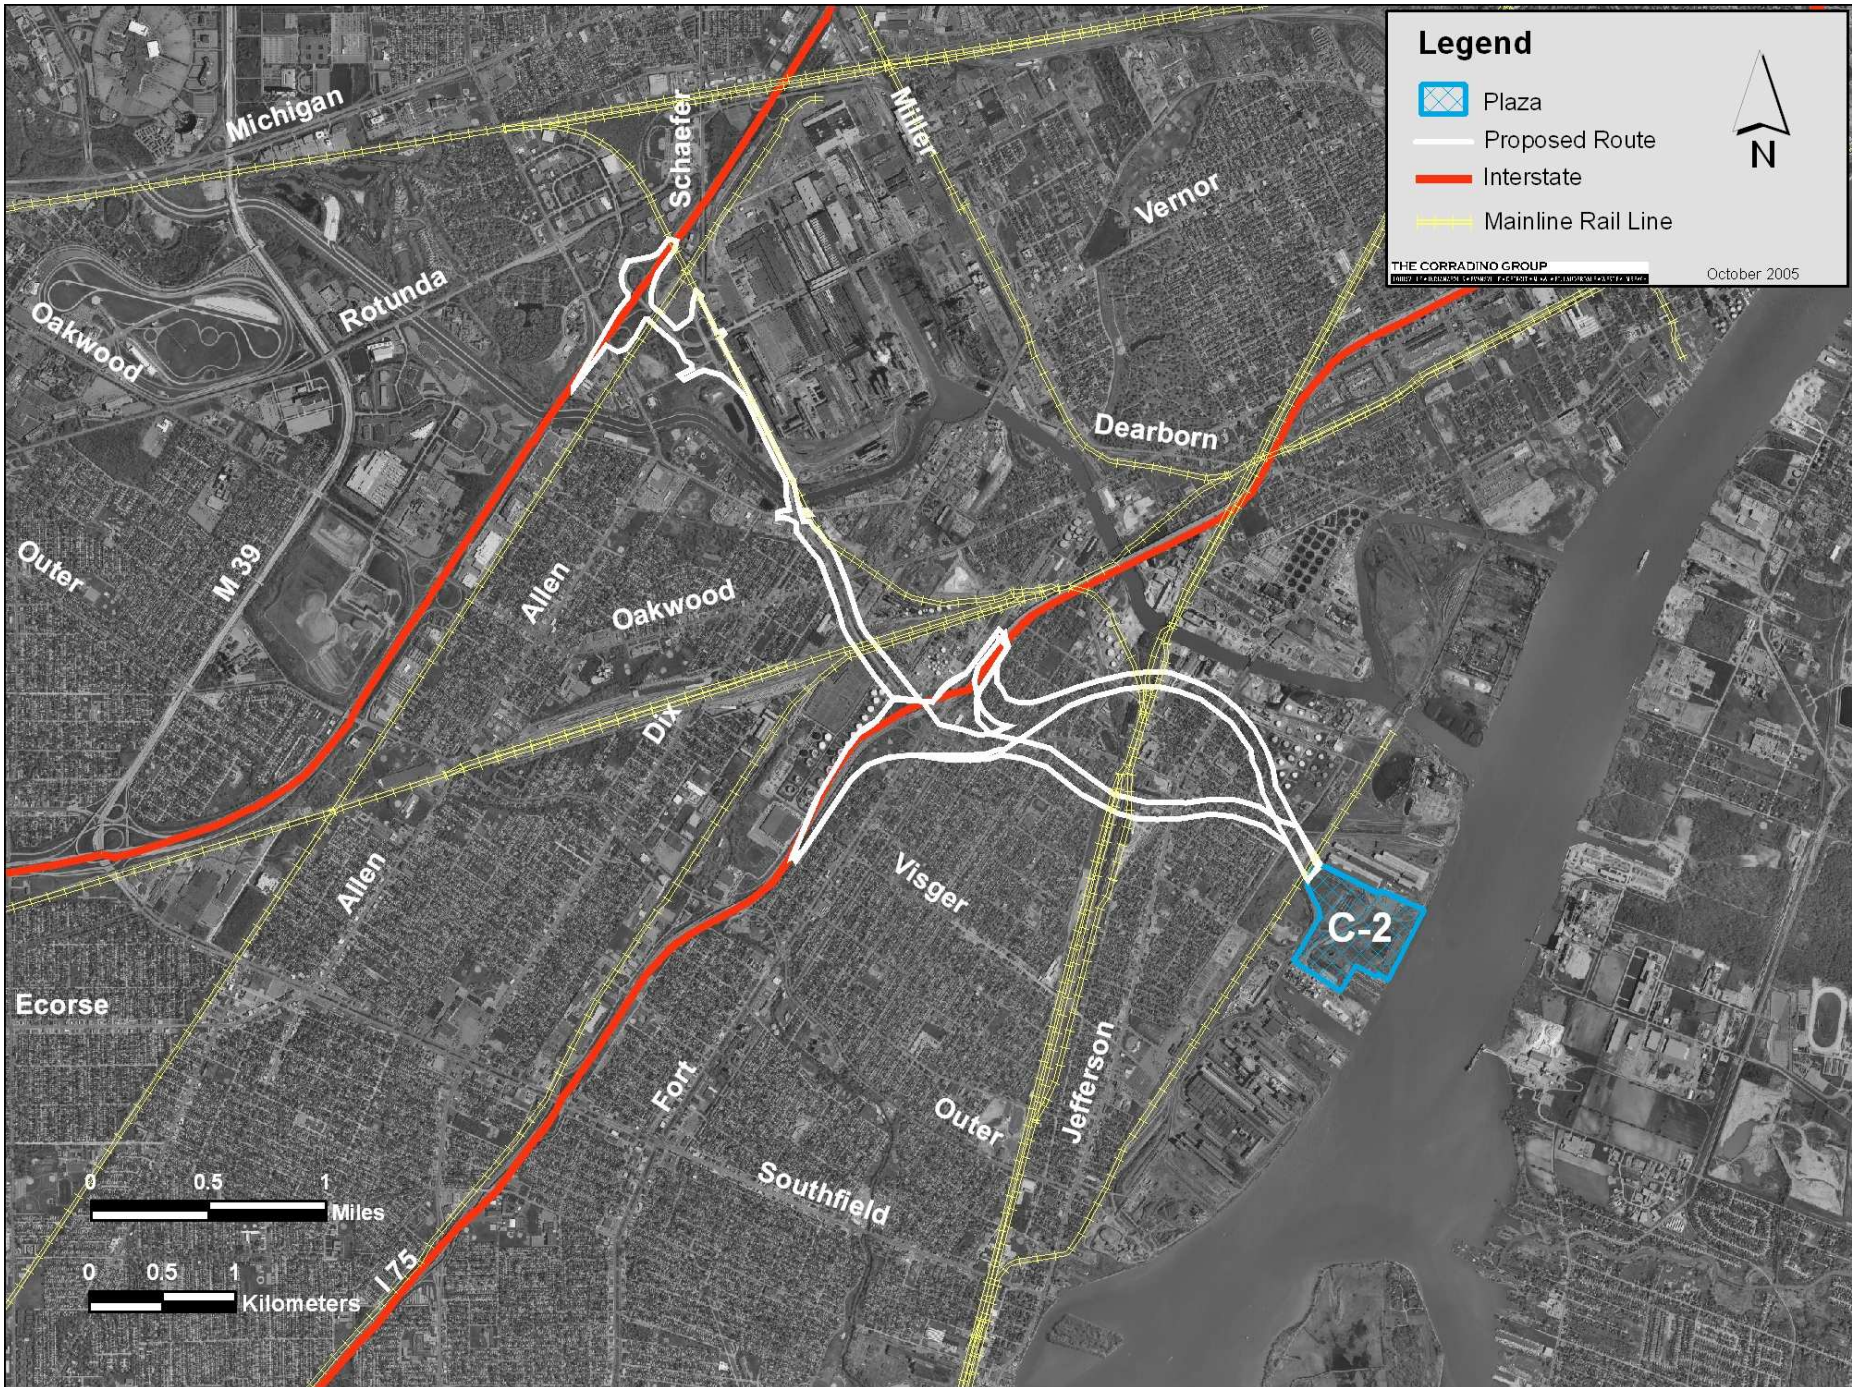 Legend
Plaza
Proposed Route
Interstate
Mainline Rail Line
N
THE CORRADINO GROUP
October 2005
Michigan
Schaefer
Miller
Vernor
Rotunda
Oakwood
Dearborn
Outer
M 39
Allen
Oakwood
Dix
Allen
Visger
C-2
Ecorse
Fort
Jefferson
Outer
Southfield
I 75
0 0.5 1
Miles
0 0.5 1
Kilometers